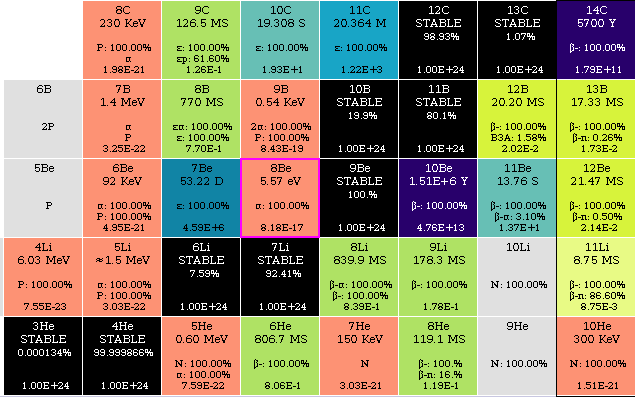 8C
230 KeV
P: 100.00%
α
1.98E-21
9C
126.5 MS
ε: 100.00%
εp: 61.60%
1.26E-1
10C
19.308 S
ε: 100.00%
1.93E+1
11C
20.364 M
ε: 100.00%
1.22E+3
12C
STABLE
98.93%
1.00E+24
13C
STABLE
1.07%
1.00E+24
14C
5700 Y
β-: 100.00%
1.79E+11
6B
2P
7B
1.4 MeV
α
P
3.25E-22
8B
770 MS
εα: 100.00%
ε: 100.00%
7.70E-1
9B
0.54 KeV
2α: 100.00%
P: 100.00%
8.43E-19
10B
STABLE
19.9%
1.00E+24
11B
STABLE
80.1%
1.00E+24
12B
20.20 MS
β-: 100.00%
B3A: 1.58%
2.02E-2
13B
17.33 MS
β-: 100.00%
β-n: 0.26%
1.73E-2
5Be
P
6Be
92 KeV
α: 100.00%
P: 100.00%
4.95E-21
7Be
53.22 D
ε: 100.00%
4.59E+6
8Be
5.57 eV
α: 100.00%
8.18E-17
9Be
STABLE
100.%
1.00E+24
10Be
1.51E+6 Y
β-: 100.00%
4.76E+13
11Be
13.76 S
β-: 100.00%
β-α: 3.10%
1.37E+1
12Be
21.47 MS
β-: 100.00%
β-n: 0.50%
2.14E-2
4Li
6.03 MeV
P: 100.00%
7.55E-23
5Li
≈1.5 MeV
α: 100.00%
P: 100.00%
3.03E-22
6Li
STABLE
7.59%
1.00E+24
7Li
STABLE
92.41%
1.00E+24
8Li
839.9 MS
β-α: 100.00%
β-: 100.00%
8.39E-1
9Li
178.3 MS
β-: 100.00%
1.78E-1
10Li
N: 100.00%
11Li
8.75 MS
β-: 100.00%
β-n: 86.60%
8.75E-3
3He
STABLE
0.000134%
1.00E+24
4He
STABLE
99.999866%
1.00E+24
5He
0.60 MeV
N: 100.00%
α: 100.00%
7.59E-22
6He
806.7 MS
β-: 100.00%
8.06E-1
7He
150 KeV
N
3.03E-21
8He
119.1 MS
β-: 100.%
β-n: 16.%
1.19E-1
9He
N: 100.00%
10He
300 KeV
N: 100.00%
1.51E-21